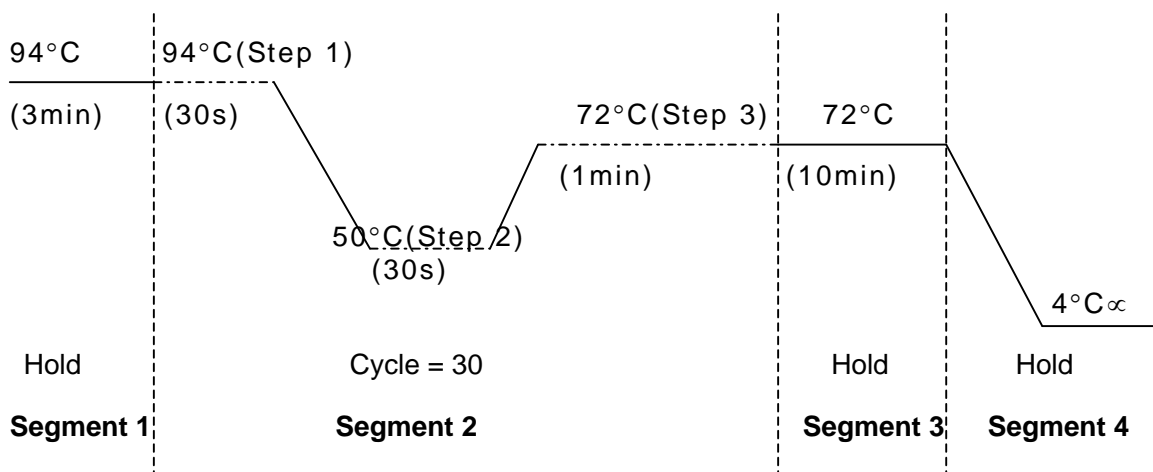 94°C 94°C(Step 1)
(3min) (30s)
72°C(Step 3) 72°C
(1min) (10min)
50°C(Step 2)
(30s)
4°C∝
Hold Cycle = 30 Hold Hold
Segment 1 Segment 2 Segment 3 Segment 4